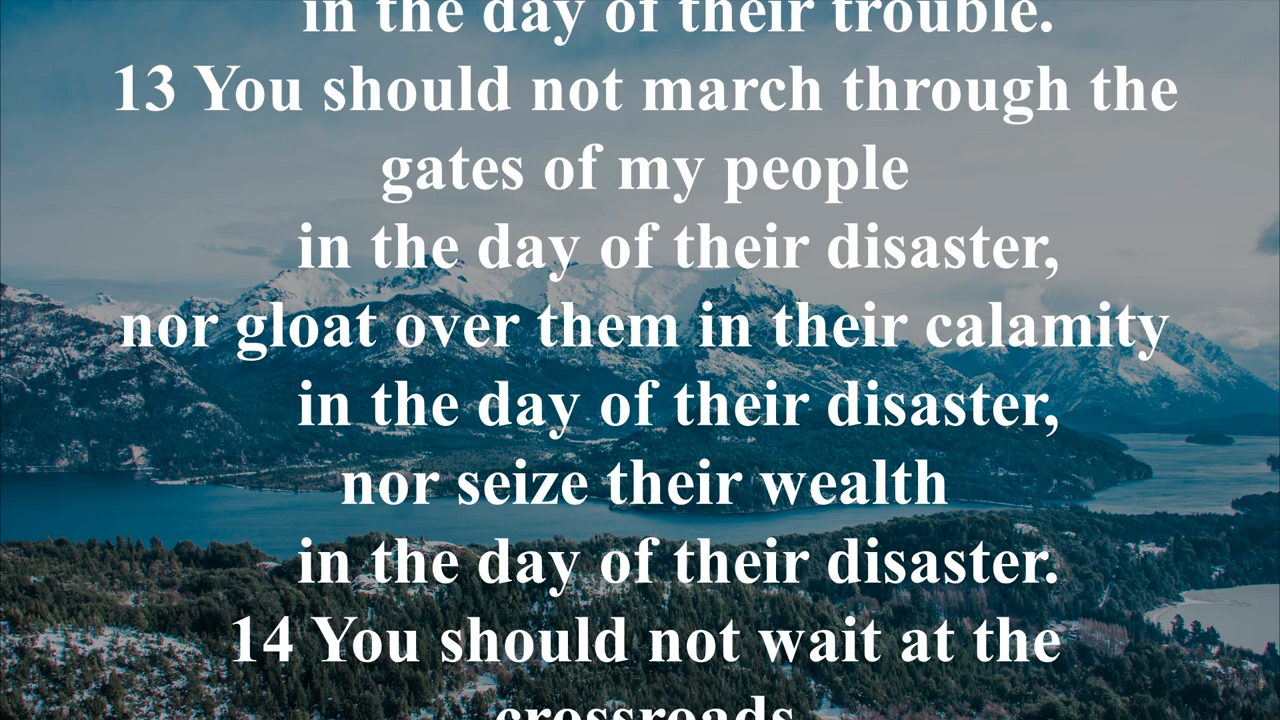 in the day of their trouble.
13 You should not march through the
gates of my people
in the day of their disaster,
nor gloat over them in their calamity
in the day of their disaster,
nor seize their wealth
in the day of their disaster.
14 You should not wait at the
crossroads